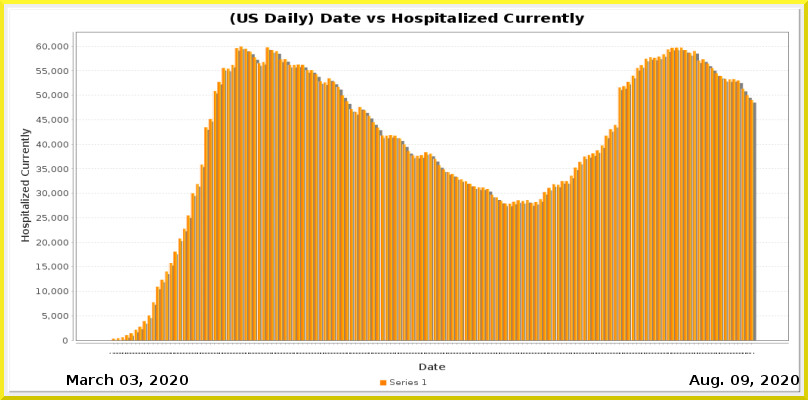 (US Daily) Date vs Hospitalized Currently
Hospitalized Currently
60,000
55,000
50,000
45,000
40,000
35,000
30,000
25,000
20,000
15,000
10,000
5,000
0
Date
March 03, 2020
Aug. 09, 2020
Series 1